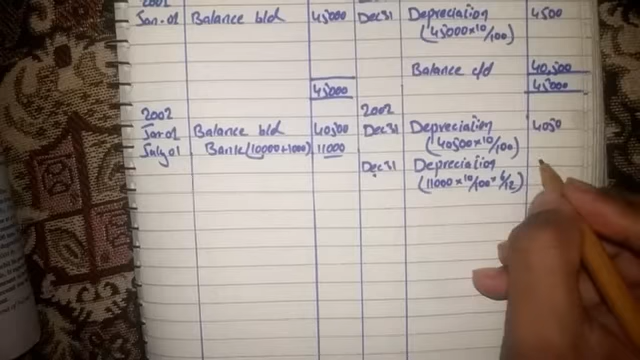 2001
Jan.01 Balance b/d 45000 Dec 31 Depreciation 4500
(45000×10/100)
Balance c/d 40,500
45000 45000
2002 2002
Jan 01 Balance b/d 40500 Dec 31 Depreciation 4050
(40500×10/100)
July 01 Bank (10000+1000) 11000
Dec 31 Depreciation
(11000×10/100×6/12)